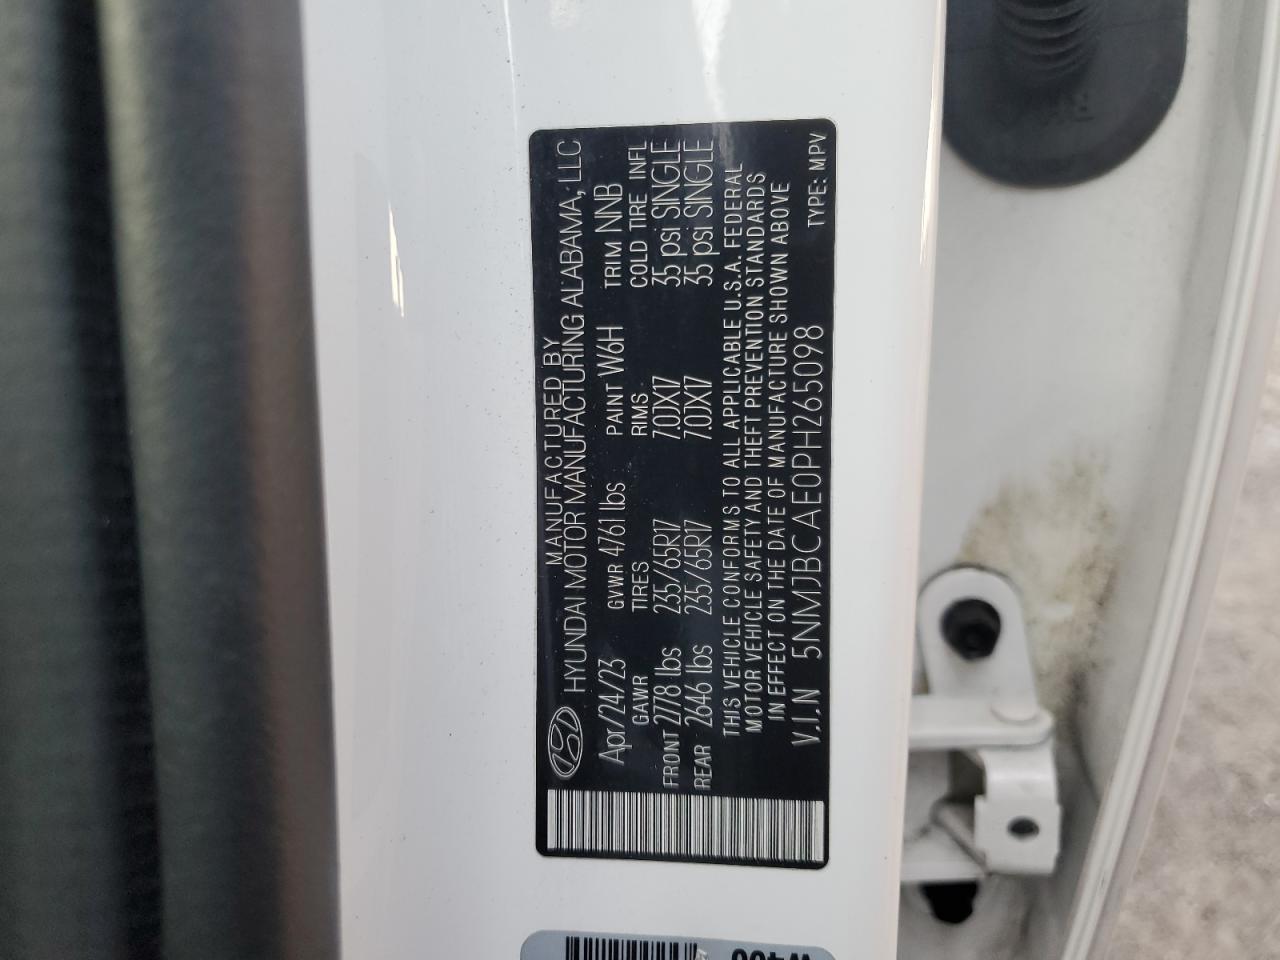 MANUFACTURED BY
HYUNDAI MOTOR MANUFACTURING ALABAMA, LLC
Apr/24/23 GVWR 4761 lbs PAINT W6H TRIM NNB
GAWR TIRES RIMS COLD TIRE INFL
FRONT 2778 lbs 235/65R17 7.0JX17 35 psi SINGLE
REAR 2646 lbs 235/65R17 7.0JX17 35 psi SINGLE
THIS VEHICLE CONFORMS TO ALL APPLICABLE U.S.A. FEDERAL
MOTOR VEHICLE SAFETY AND THEFT PREVENTION STANDARDS
IN EFFECT ON THE DATE OF MANUFACTURE SHOWN ABOVE
V.I.N 5NMJBCAE0PH265098 TYPE: MPV